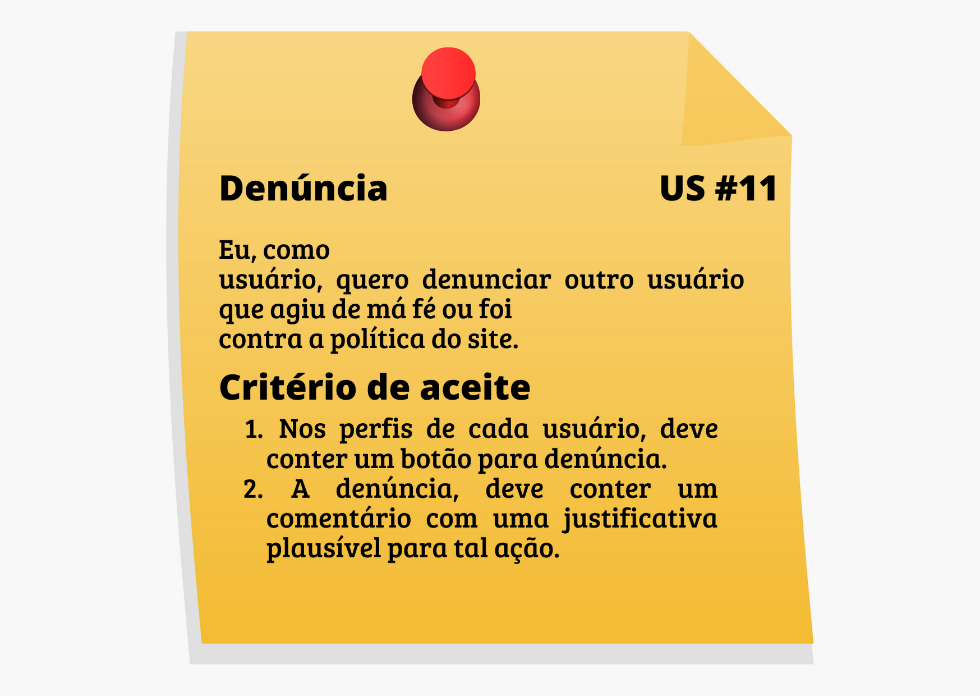 Denúncia US #11
Eu, como
usuário, quero denunciar outro usuário
que agiu de má fé ou foi
contra a política do site.
Critério de aceite
1. Nos perfis de cada usuário, deve
conter um botão para denúncia.
2. A denúncia, deve conter um
comentário com uma justificativa
plausível para tal ação.